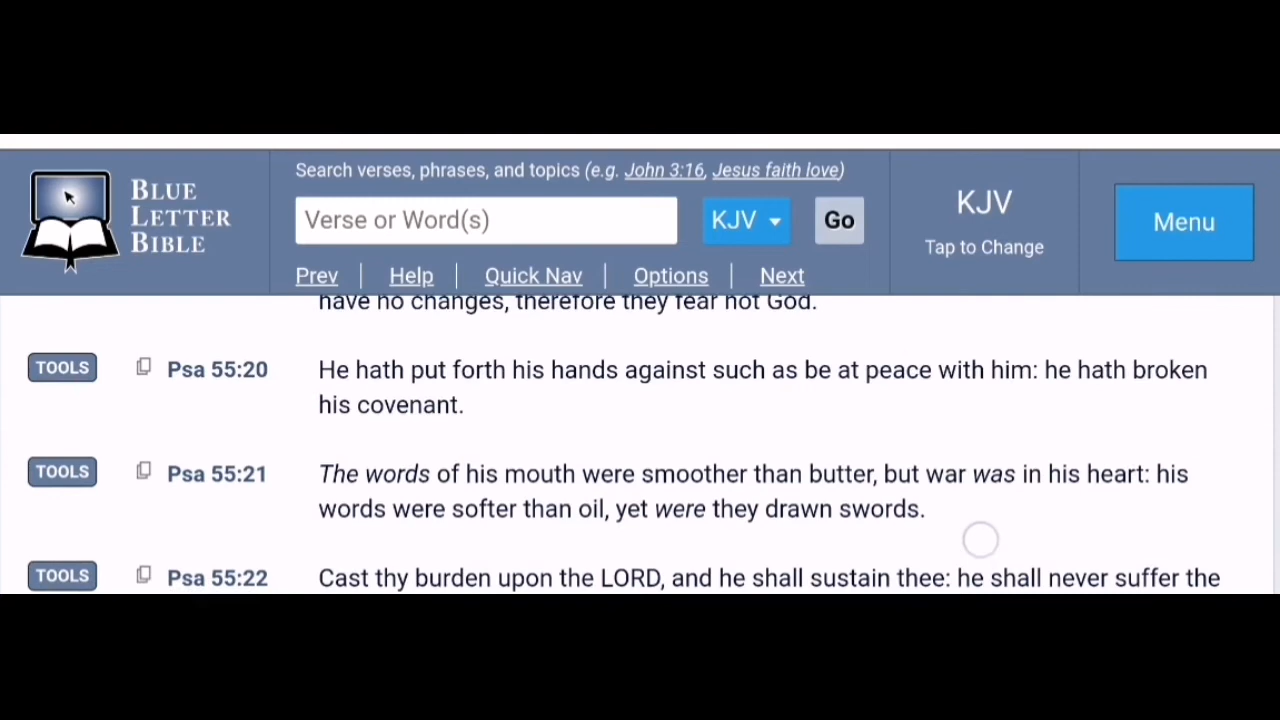 BLUE
LETTER
BIBLE
Search verses, phrases, and topics (e.g. John 3:16, Jesus faith love)
Verse or Word(s)
KJV
Go
Prev | Help | Quick Nav | Options | Next
KJV
Tap to Change
Menu
have no changes, therefore they fear not God.
TOOLS Psa 55:20 He hath put forth his hands against such as be at peace with him: he hath broken
his covenant.
TOOLS Psa 55:21 The words of his mouth were smoother than butter, but war was in his heart: his
words were softer than oil, yet were they drawn swords.
TOOLS Psa 55:22 Cast thy burden upon the LORD, and he shall sustain thee: he shall never suffer the